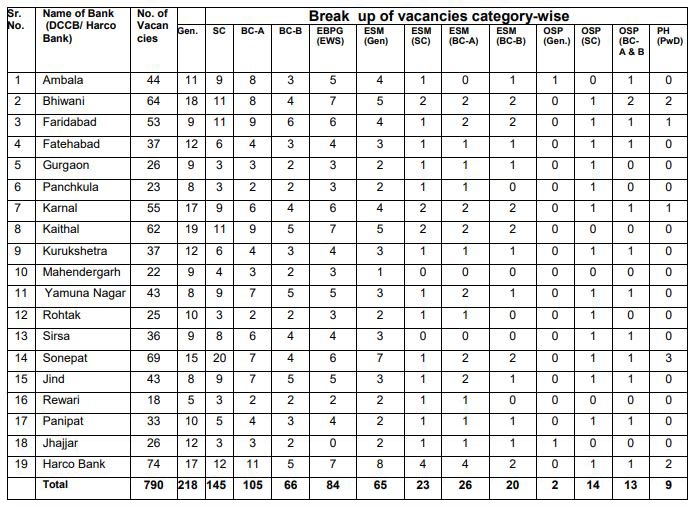 Sr. No. Name of Bank (DCCB/ Harco Bank) No. of Vacan cies Break up of vacancies category-wise
Gen. SC BC-A BC-B EBPG (EWS) ESM (Gen) ESM (SC) ESM (BC-A) ESM (BC-B) OSP (Gen.) OSP (SC) OSP (BC- A & B PH (PwD)
1 Ambala 44 11 9 8 3 5 4 1 0 1 1 0 1 0
2 Bhiwani 64 18 11 8 4 7 5 2 2 2 0 1 2 2
3 Faridabad 53 9 11 9 6 6 4 1 2 2 0 1 1 1
4 Fatehabad 37 12 6 4 3 4 3 1 1 1 0 1 1 0
5 Gurgaon 26 9 3 3 2 3 2 1 1 1 0 1 0 0
6 Panchkula 23 8 3 2 2 3 2 1 1 0 0 1 0 0
7 Karnal 55 17 9 6 4 6 4 2 2 2 0 1 1 1
8 Kaithal 62 19 11 9 5 7 5 2 2 2 0 0 0 0
9 Kurukshetra 37 12 6 4 3 4 3 1 1 1 0 1 1 0
10 Mahendergarh 22 9 4 3 2 3 1 0 0 0 0 0 0 0
11 Yamuna Nagar 43 8 9 7 5 5 3 1 2 1 0 1 1 0
12 Rohtak 25 10 3 2 2 3 2 1 1 0 0 1 0 0
13 Sirsa 36 9 8 6 4 4 3 0 0 0 0 1 1 0
14 Sonepat 69 15 20 7 4 6 7 1 2 2 0 1 1 3
15 Jind 43 8 9 7 5 5 3 1 2 1 0 1 1 0
16 Rewari 18 5 3 2 2 2 2 1 1 0 0 0 0 0
17 Panipat 33 10 5 4 3 4 2 1 1 1 0 1 1 0
18 Jhajjar 26 12 3 3 2 0 2 1 1 1 1 0 0 0
19 Harco Bank 74 17 12 11 5 7 8 4 4 2 0 1 1 2
Total 790 218 145 105 66 84 65 23 26 20 2 14 13 9